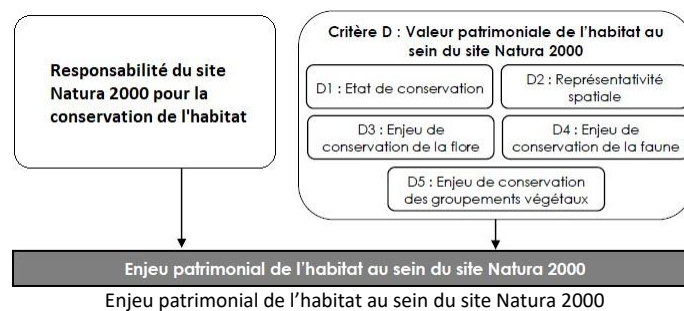 Responsabilité du site
Natura 2000 pour la
conservation de l'habitat
Critère D : Valeur patrimoniale de l'habitat au
sein du site Natura 2000
D1 : Etat de conservation
D2 : Représentativité
spatiale
D3 : Enjeu de
conservation de la flore
D4 : Enjeu de
conservation de la faune
D5 : Enjeu de conservation
des groupements végétaux
Enjeu patrimonial de l'habitat au sein du site Natura 2000
Enjeu patrimonial de l’habitat au sein du site Natura 2000